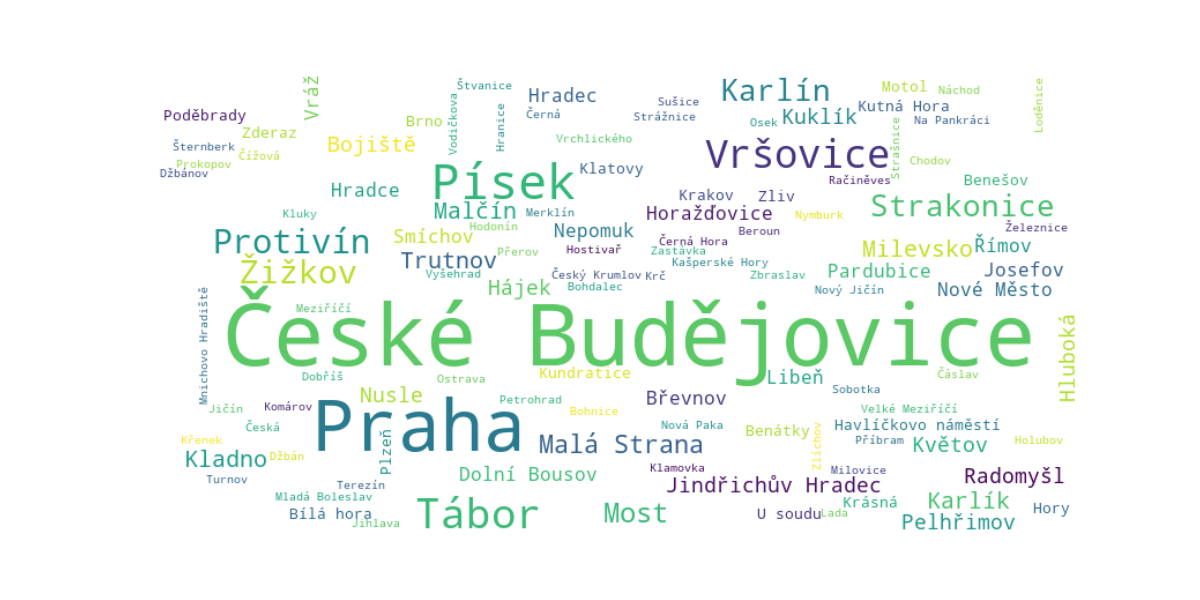 Štvanice
Vráž
Hradec
Karlín
Motol
Náchod
Loděnice
Poděbrady
Sušice
Kutná Hora
Černá
Strážnice
Osek
Kuklík
Na Pankráci
Brno
Vodičkova
Hranice
Zderaz
Bojiště
Vrchlického
Strašnice
Šternberk
Čížová
Prokopov
Džbánov
Vršovice
Chodov
Klatovy
Písek
Račiněves
Benešov
Hradce
Krakov
Zliv
Strakonice
Malčín
Merklín
Horažďovice
Nymburk
Kluky
Hodonín
Nepomuk
Beroun
Železnice
Protivín
Smíchov
Přerov
Hostivař
Černá Hora
Zastávka
Milevsko
Římov
Trutnov
Kašperské Hory
Žižkov
Vyšehrad
Český Krumlov
Krč
Zbraslav
Pardubice
Josefov
Hájek
Bohdalec
Nový Jičín
Nové Město
Mnichovo Hradiště
Meziříčí
České Budějovice
Hluboká
Dobříš
Ostrava
Kundratice
Libeň
Čáslav
Nusle
Sobotka
Petrohrad
Břevnov
Jičín
Komárov
Praha
Bohnice
Velké Meziříčí
Česká
Nová Paka
Benátky
Havlíčkovo náměstí
Křenek
Plzeň
Malá Strana
Zlíchov
Příbram
Květov
Holubov
Kladno
Džbán
Turnov
Dolní Bousov
Klamovka
Milovice
Radomyšl
Terezín
Jindřichův Hradec
Mladá Boleslav
Krásná
Karlík
Bílá hora
Tábor
Most
U soudu
Lada
Hory
Jihlava
Pelhřimov